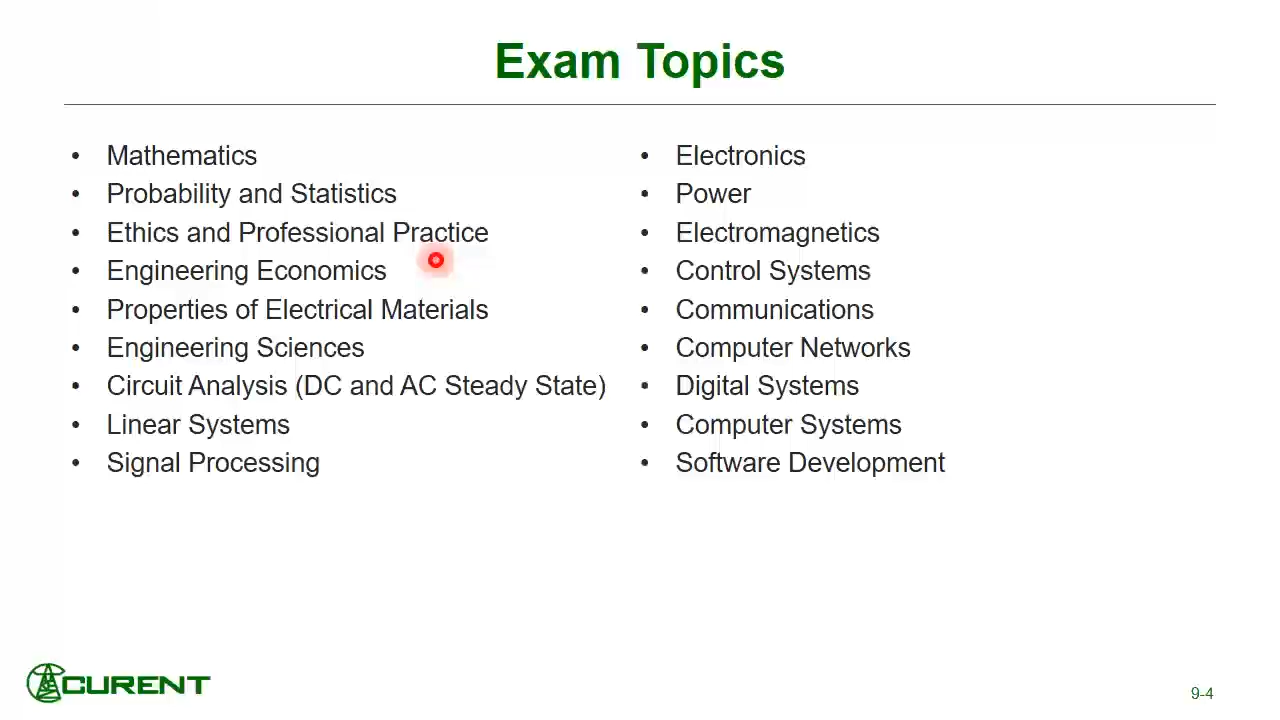 Exam Topics
• Mathematics
• Probability and Statistics
• Ethics and Professional Practice
• Engineering Economics
• Properties of Electrical Materials
• Engineering Sciences
• Circuit Analysis (DC and AC Steady State)
• Linear Systems
• Signal Processing
• Electronics
• Power
• Electromagnetics
• Control Systems
• Communications
• Computer Networks
• Digital Systems
• Computer Systems
• Software Development
CURENT
9-4